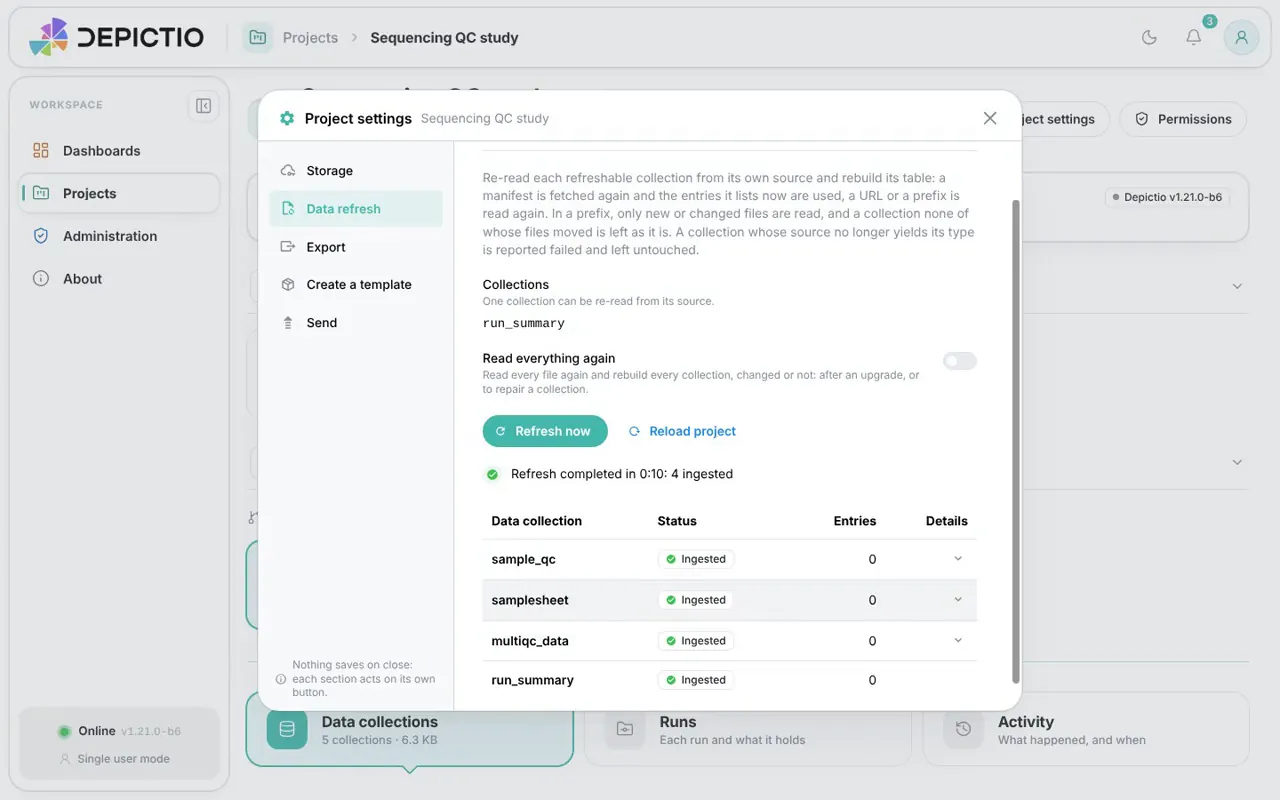 DEPICTIO
Projects
Sequencing QC study
3
WORKSPACE
Dashboards
Projects
Administration
About
Online v1.21.0-b6
Single user mode
ject settings
Permissions
Depictio v1.21.0-b6
Project settings Sequencing QC study
Storage
Data refresh
Export
Create a template
Send
Nothing saves on close:
each section acts on its own
button.
Re-read each refreshable collection from its own source and rebuild its table: a
manifest is fetched again and the entries it lists now are used, a URL or a prefix is
read again. In a prefix, only new or changed files are read, and a collection none of
whose files moved is left as it is. A collection whose source no longer yields its type
is reported failed and left untouched.
Collections
One collection can be re-read from its source.
run_summary
Read everything again
Read every file again and rebuild every collection, changed or not: after an upgrade, or
to repair a collection.
Refresh now
Reload project
Refresh completed in 0:10: 4 ingested
Data collection Status Entries Details
sample_qc Ingested 0
samplesheet Ingested 0
multiqc_data Ingested 0
run_summary Ingested 0
Data collections
5 collections · 6.3 KB
Runs
Each run and what it holds
Activity
What happened, and when